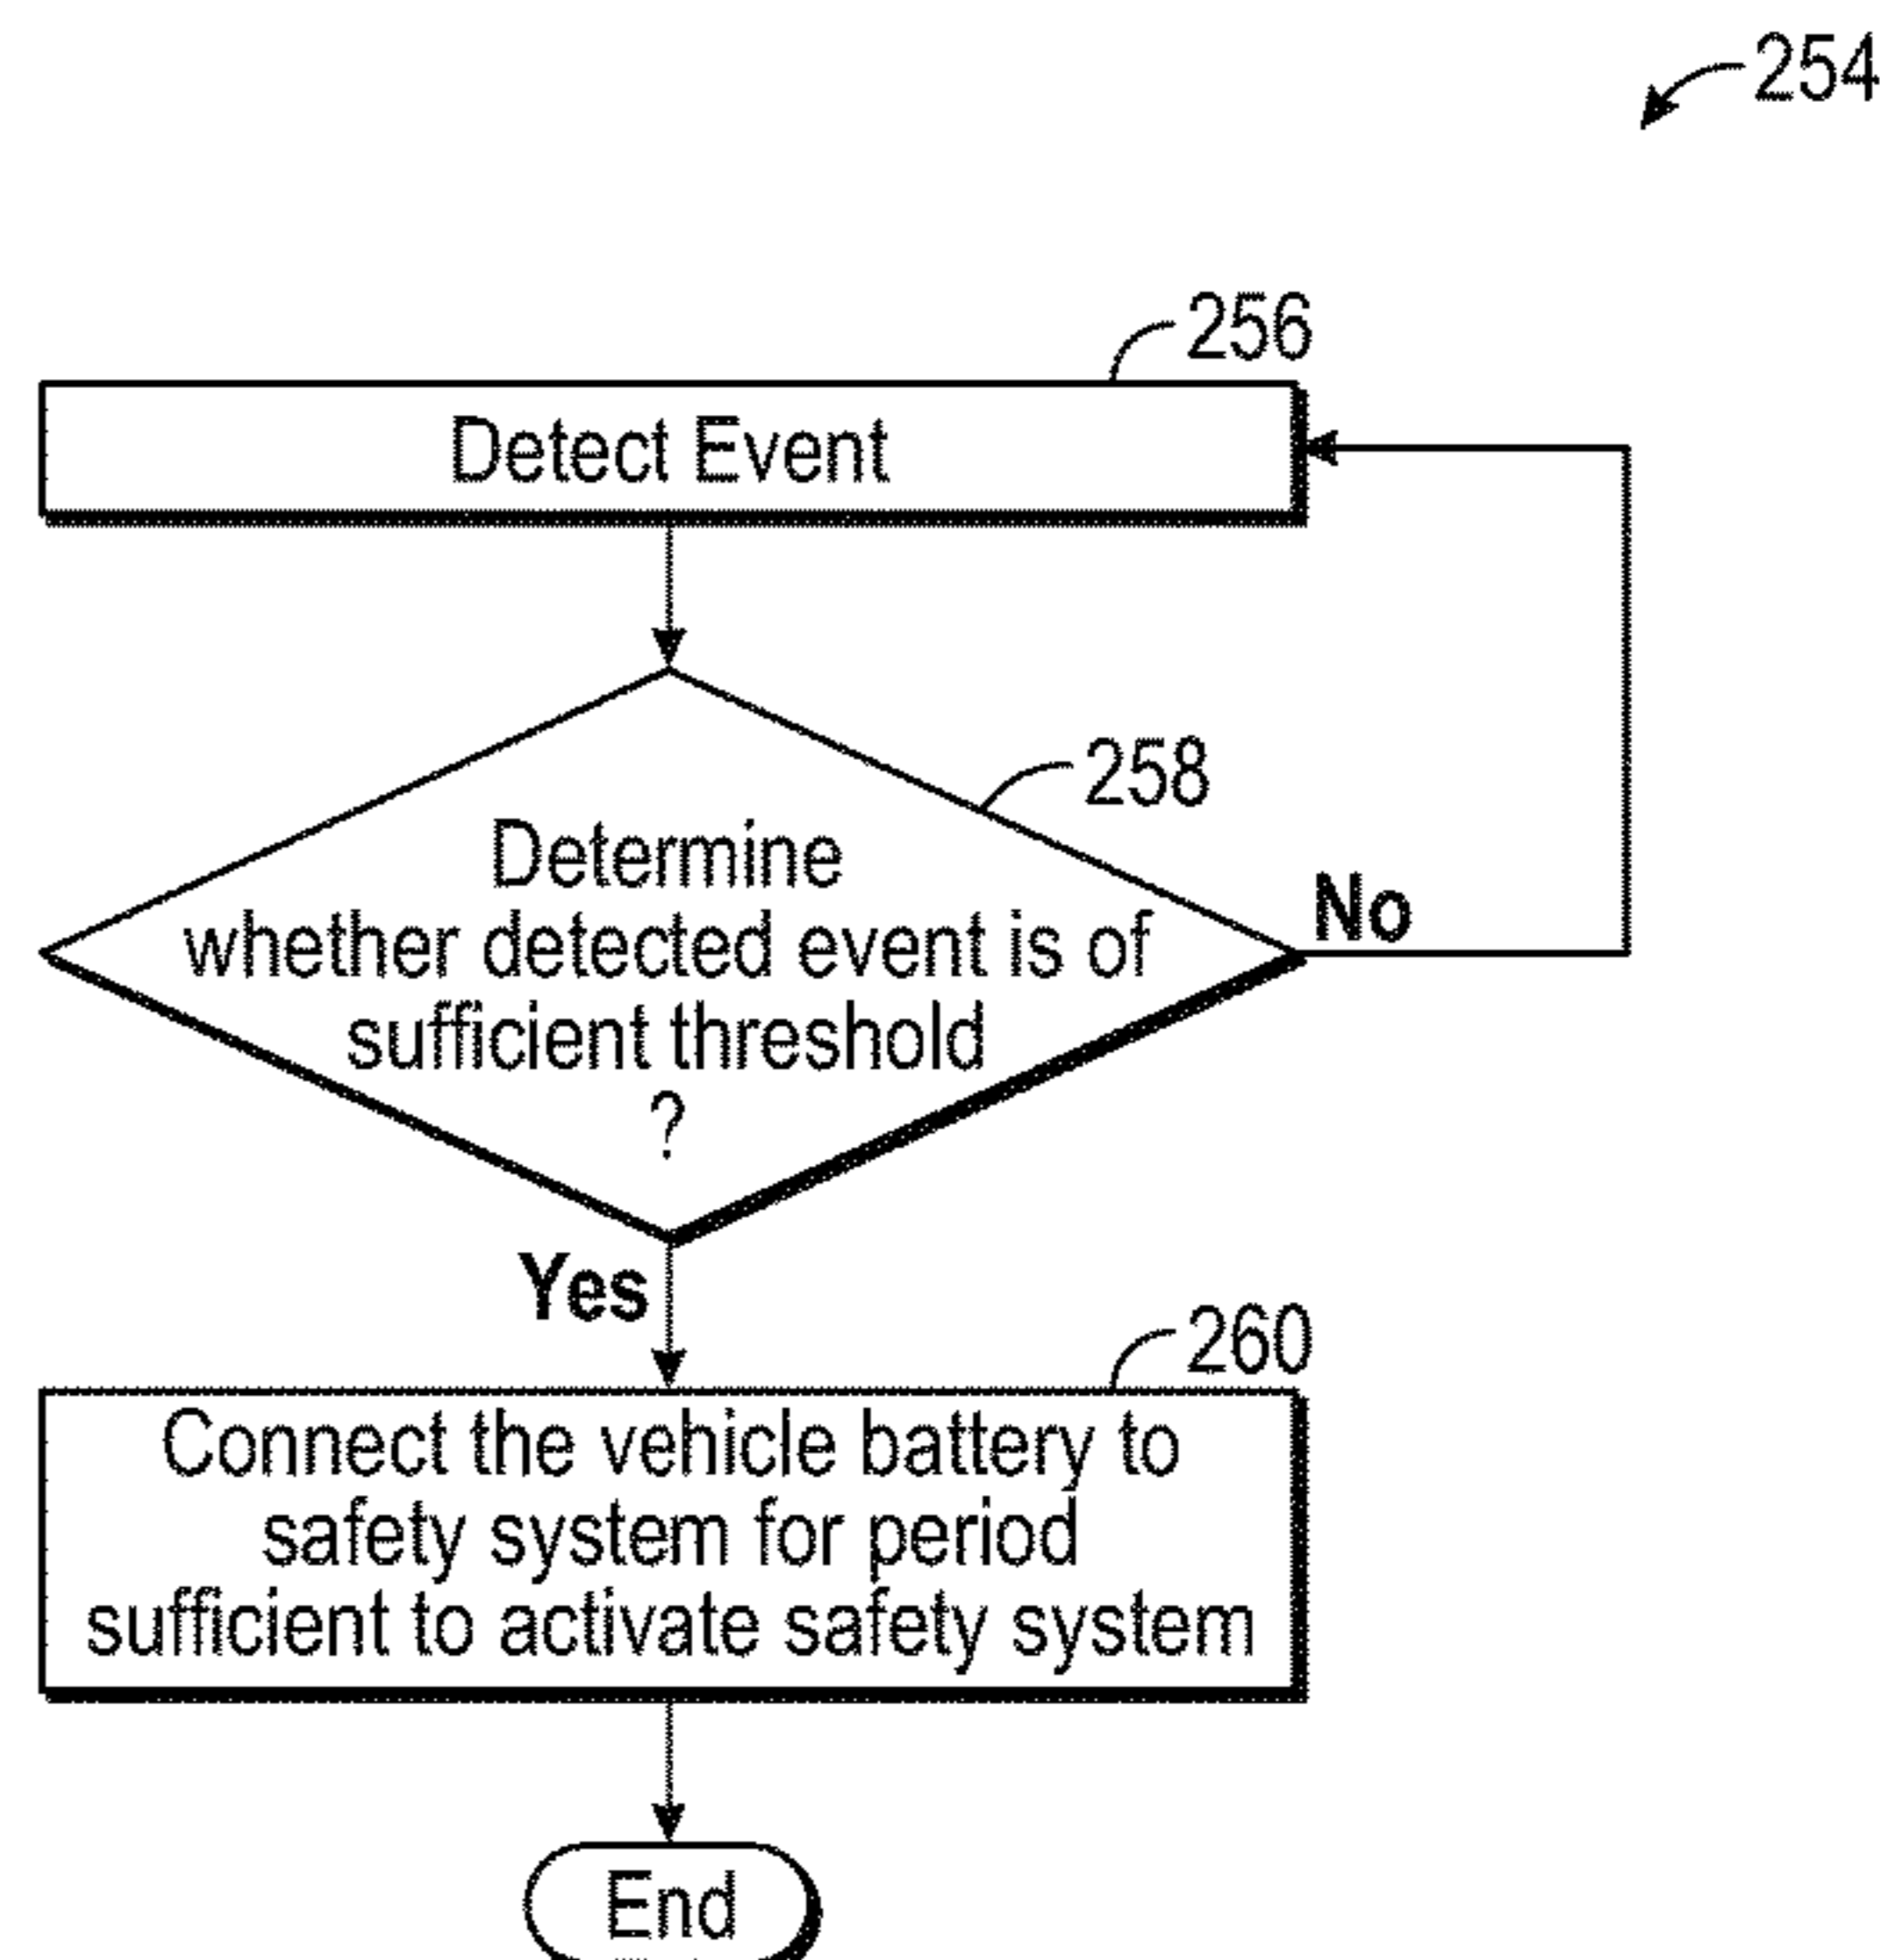 254
256
Detect Event
258
Determine
whether detected event is of
sufficient threshold
?
No
Yes
260
Connect the vehicle battery to
safety system for period
sufficient to activate safety system
End